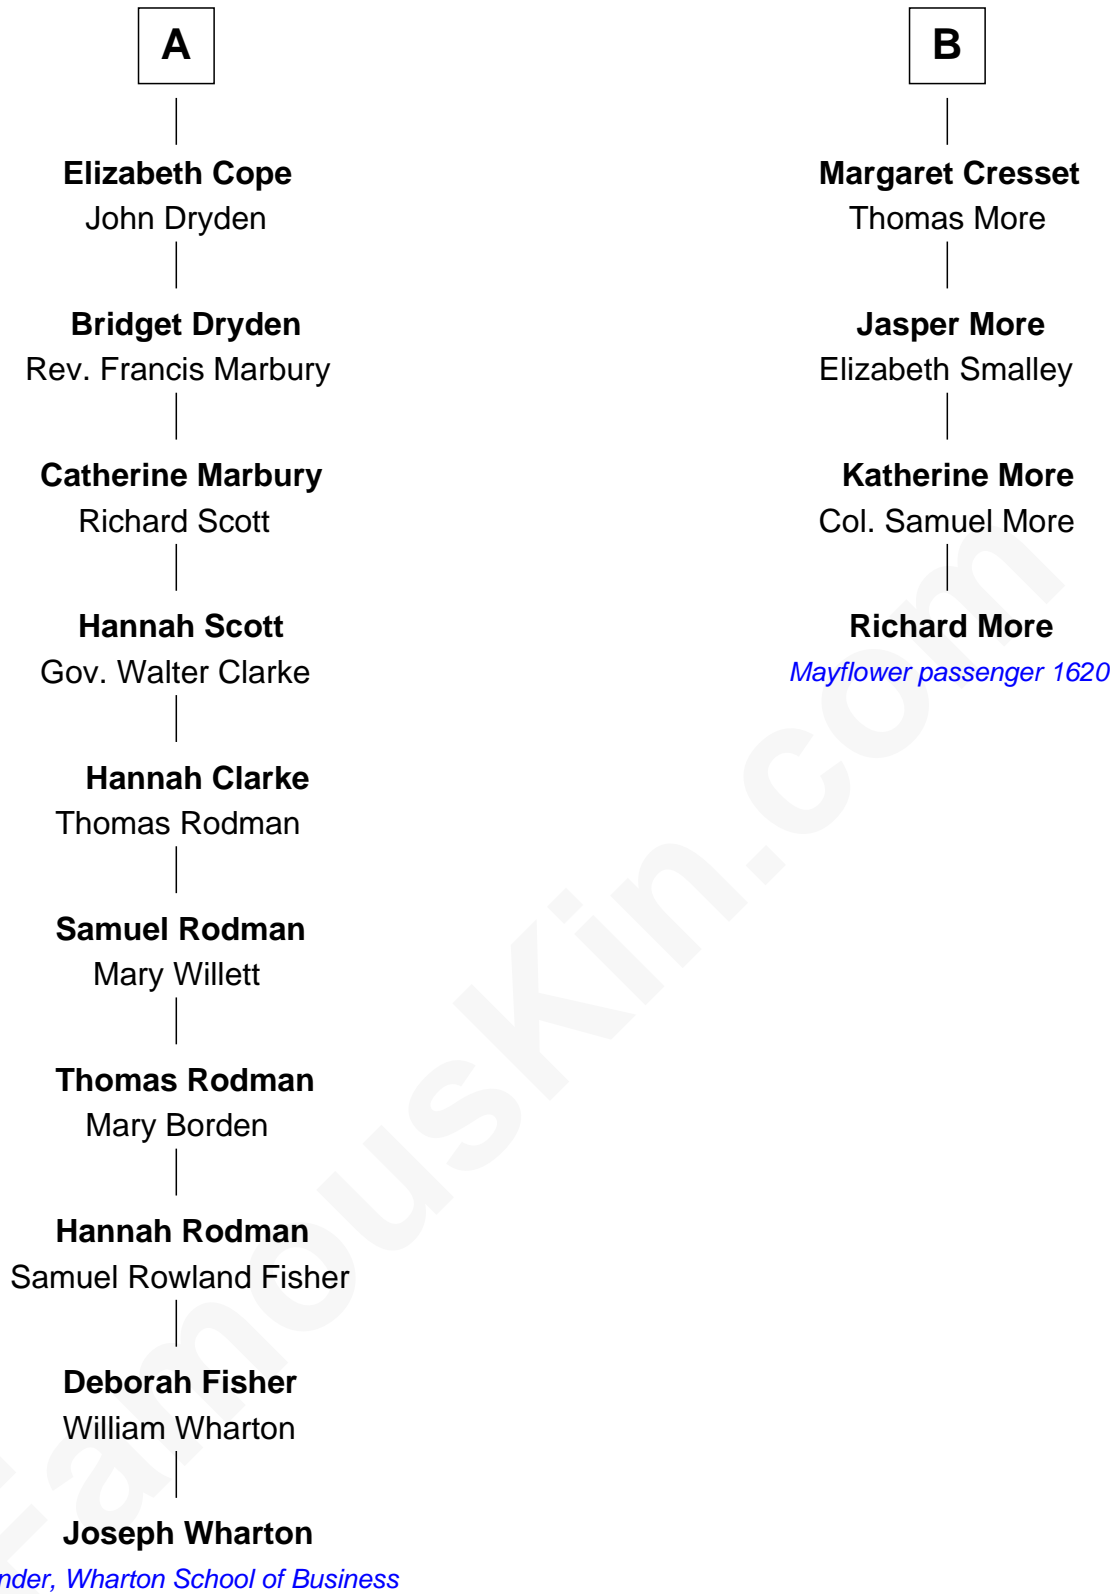 A
Elizabeth Cope
John Dryden
Bridget Dryden
Rev. Francis Marbury
Catherine Marbury
Richard Scott
Hannah Scott
Gov. Walter Clarke
Hannah Clarke
Thomas Rodman
Samuel Rodman
Mary Willett
Thomas Rodman
Mary Borden
Hannah Rodman
Samuel Rowland Fisher
Deborah Fisher
William Wharton
Joseph Wharton
nder, Wharton School of Business
B
Margaret Cresset
Thomas More
Jasper More
Elizabeth Smalley
Katherine More
Col. Samuel More
Richard More
Mayflower passenger 1620
FamousKin.com